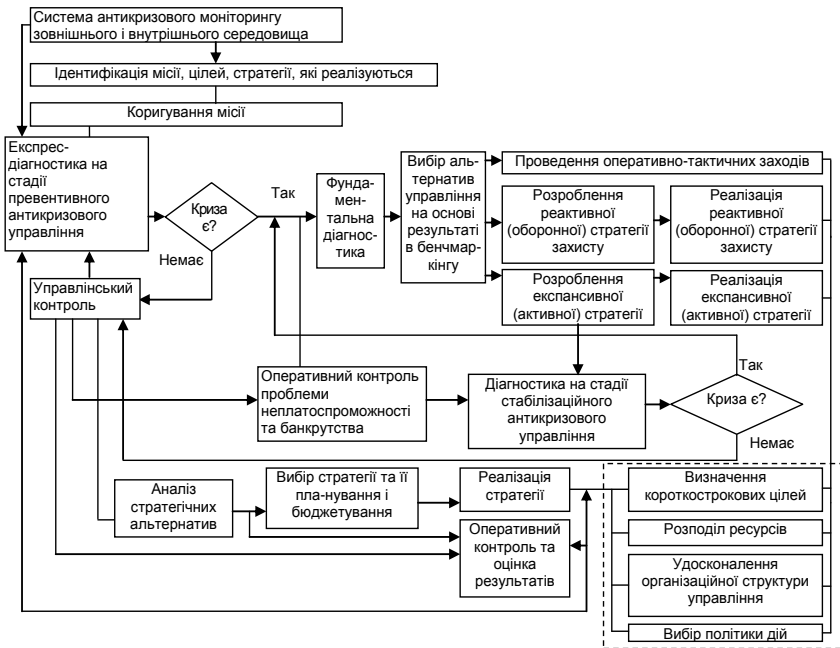 Система антикризового моніторингу
зовнішнього і внутрішнього середовища
Ідентифікація місії, цілей, стратегії, які реалізуються
Коригування місії
Експрес-
діагностика на
стадії
превентивного
антикризового
управління
Криза
є?
Так
Немає
Фунда-
ментальна
діагнос-
тика
Вибір аль-
тернатив
управління
на основі
результаті
в бенчмар-
кінгу
Проведення оперативно-тактичних заходів
Розроблення
реактивної
(оборонної) стратегії
захисту
Реалізація
реактивної
(оборонної) стратегії
захисту
Розроблення
експансивної
(активної) стратегії
Реалізація
експансивної
(активної) стратегії
Управлінський
контроль
Оперативний контроль
проблеми
неплатоспроможності
та банкрутства
Діагностика на стадії
стабілізаційного
антикризового
управління
Так
Криза є?
Немає
Аналіз
стратегічних
альтернатив
Вибір стратегії та її
пла-нування і
бюджетування
Реалізація
стратегії
Оперативний
контроль та
оцінка
результатів
Визначення
короткострокових цілей
Розподіл ресурсів
Удосконалення
організаційної структури
управління
Вибір політики дій